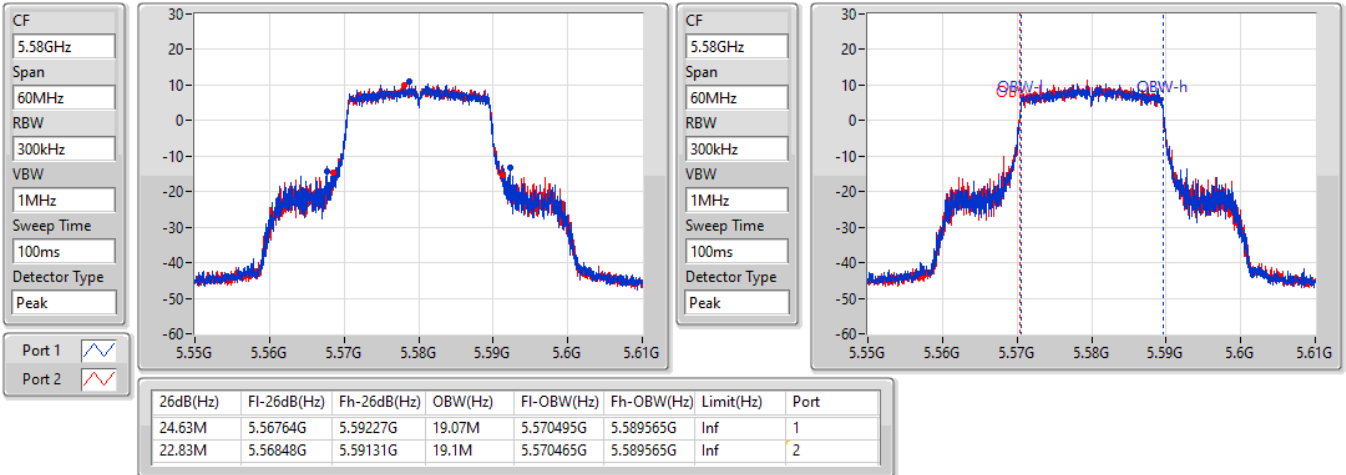 CF
5.58GHz
Span
60MHz
RBW
300kHz
VBW
1MHz
Sweep Time
100ms
Detector Type
Peak
30
20
10
0
-10
-20
-30
-40
-50
-60
5.55G 5.56G 5.57G 5.58G 5.59G 5.6G 5.61G
CF
5.58GHz
Span
60MHz
RBW
300kHz
VBW
1MHz
Sweep Time
100ms
Detector Type
Peak
30
20
10
0
-10
-20
-30
-40
-50
-60
OBW-l OBW-h
5.55G 5.56G 5.57G 5.58G 5.59G 5.6G 5.61G
Port 1
Port 2
26dB(Hz) Fl-26dB(Hz) Fh-26dB(Hz) OBW(Hz) Fl-OBW(Hz) Fh-OBW(Hz) Limit(Hz) Port
24.63M 5.56764G 5.59227G 19.07M 5.570495G 5.589565G Inf 1
22.83M 5.56848G 5.59131G 19.1M 5.570465G 5.589565G Inf 2